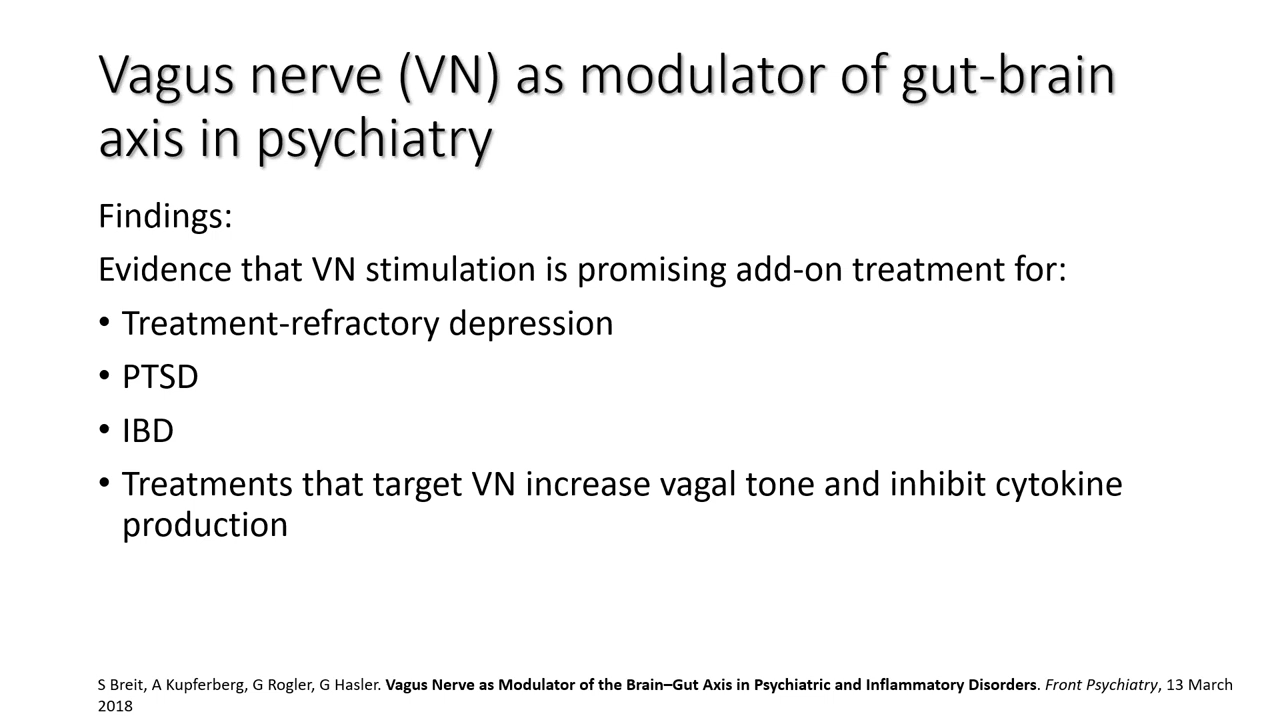 Vagus nerve (VN) as modulator of gut-brain
axis in psychiatry
Findings:
Evidence that VN stimulation is promising add-on treatment for:
• Treatment-refractory depression
• PTSD
• IBD
• Treatments that target VN increase vagal tone and inhibit cytokine
production
S Breit, A Kupferberg, G Rogler, G Hasler. Vagus Nerve as Modulator of the Brain–Gut Axis in Psychiatric and Inflammatory Disorders. Front Psychiatry, 13 March
2018